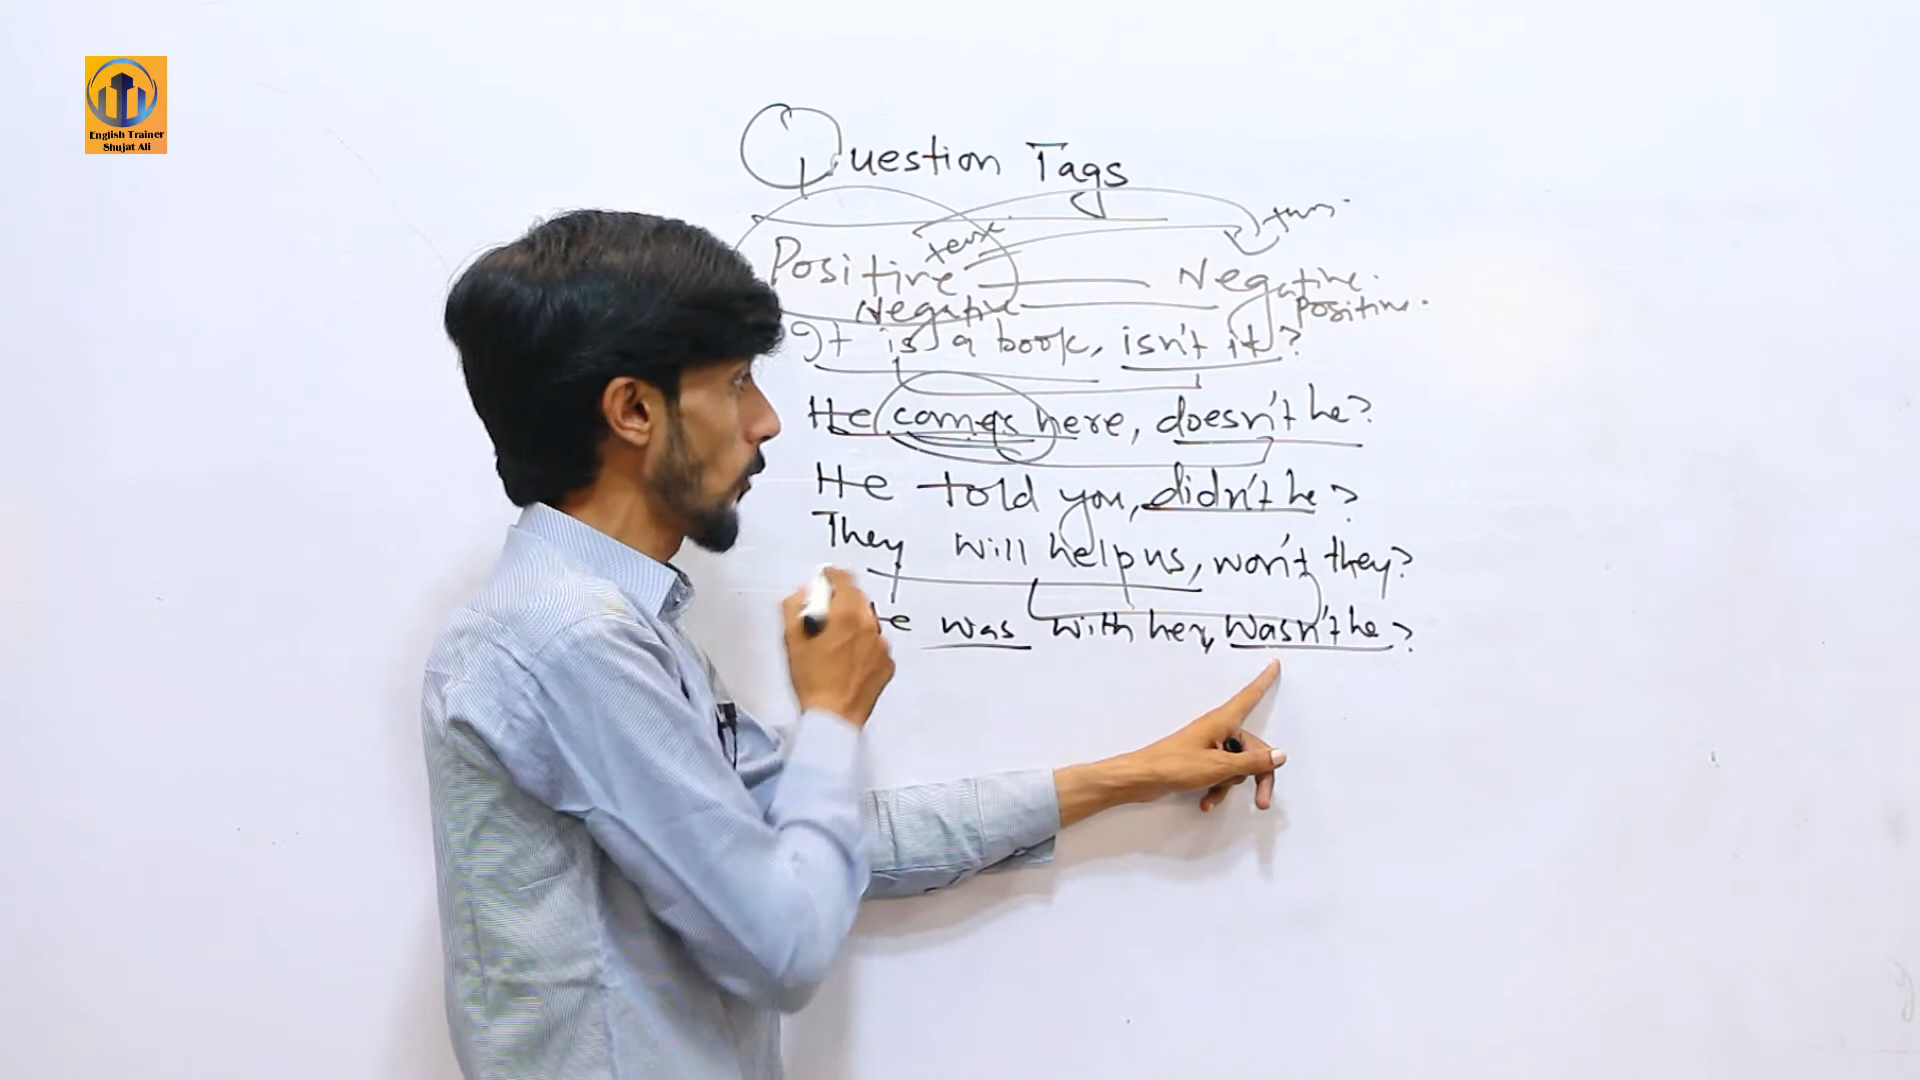 English Trainer
Shujat Ali
Question Tags
tense
Positive Negative.
Negative Positive.
It is a book, isn't it?
He comes here, doesn't he?
He told you, didn't he?
They will help us, won't they?
was with her, wasn't he?